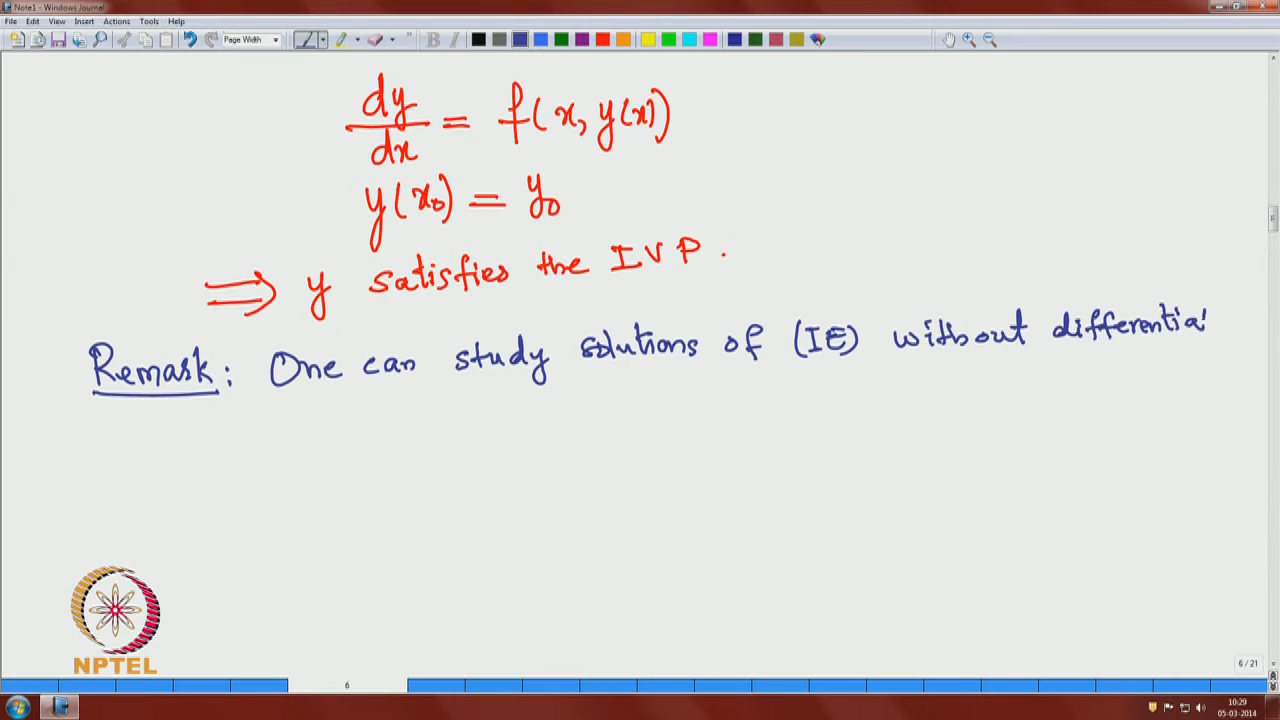 Note1 - Windows Journal
File Edit View Insert Actions Tools Help
Page Width
dy/dx = f(x, y(x))
y(x₀) = y₀
⟹ y satisfies the IVP.
Remark: One can study solutions of (IE) without differentia
NPTEL
6 / 21
6
10:29
05-03-2014